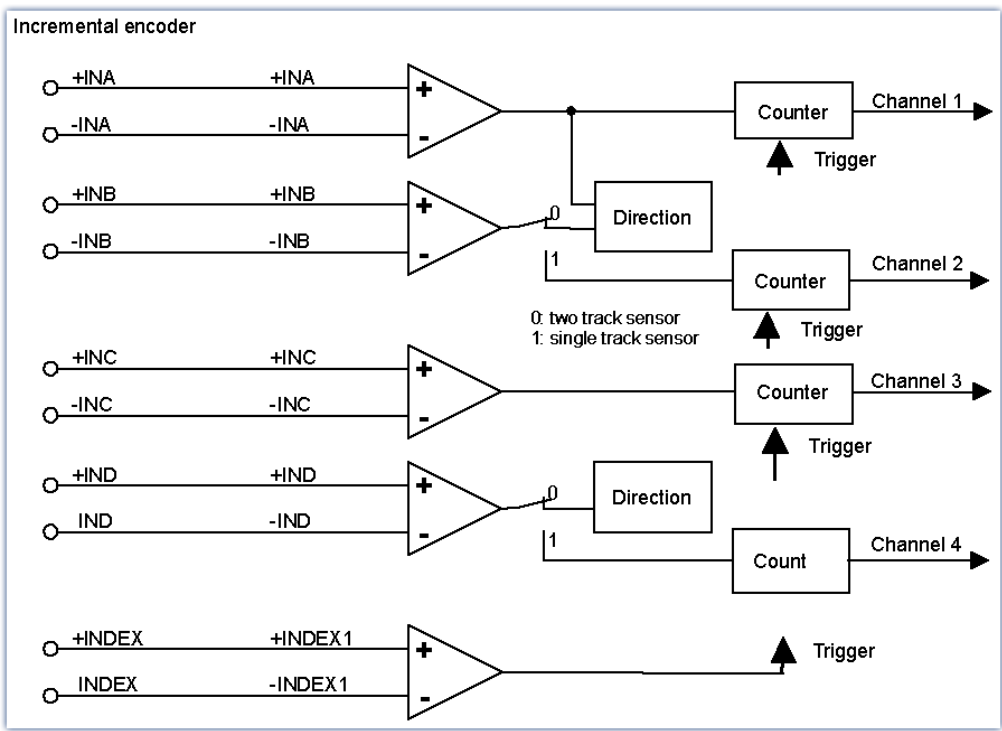 Incremental encoder
+INA +INA
Counter Channel 1
-INA -INA
Trigger
+INB +INB
0 Direction
-INB -INB
1
Counter Channel 2
0: two track sensor
1: single track sensor
Trigger
+INC +INC
Counter Channel 3
-INC -INC
Trigger
+IND +IND
0 Direction
IND -IND
1
Count Channel 4
+INDEX +INDEX1
Trigger
INDEX -INDEX1